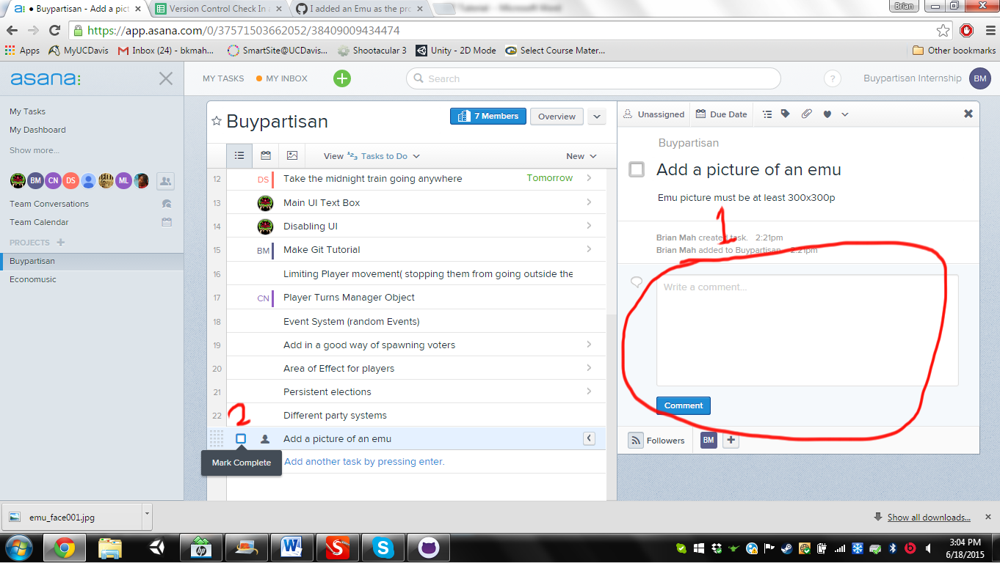 Buypartisan - Add a pict
Version Control Check In a
I added an Emu as the pro
Tutorial - Microsoft Word
Brian
https://app.asana.com/0/37571503662052/38409009434474
Apps
MyUCDavis
Inbox (24) - bkmah...
SmartSite@UCDavis...
Shootacular 3
Unity - 2D Mode
Select Course Mater...
Other bookmarks
asana:
MY TASKS
MY INBOX
Search
?
Buypartisan Internship
BM
My Tasks
My Dashboard
Show more...
BM CN DS ML
Team Conversations
Team Calendar
PROJECTS
Buypartisan
Economusic
Buypartisan
7 Members
Overview
View 123 Tasks to Do
New
12 DS Take the midnight train going anywhere Tomorrow
13 Main UI Text Box
14 Disabling UI
15 BM Make Git Tutorial
16 Limiting Player movement( stopping them from going outside the
17 CN Player Turns Manager Object
18 Event System (random Events)
19 Add in a good way of spawning voters
20 Area of Effect for players
21 Persistent elections
22 Different party systems
2
Add a picture of an emu
Mark Complete
Add another task by pressing enter.
Unassigned
Due Date
Buypartisan
Add a picture of an emu
Emu picture must be at least 300x300p
1
Brian Mah created task. 2:21pm
Brian Mah added to Buypartisan. 2:21pm
Write a comment...
Comment
Followers
BM
emu_face001.jpg
Show all downloads...
3:04 PM
6/18/2015